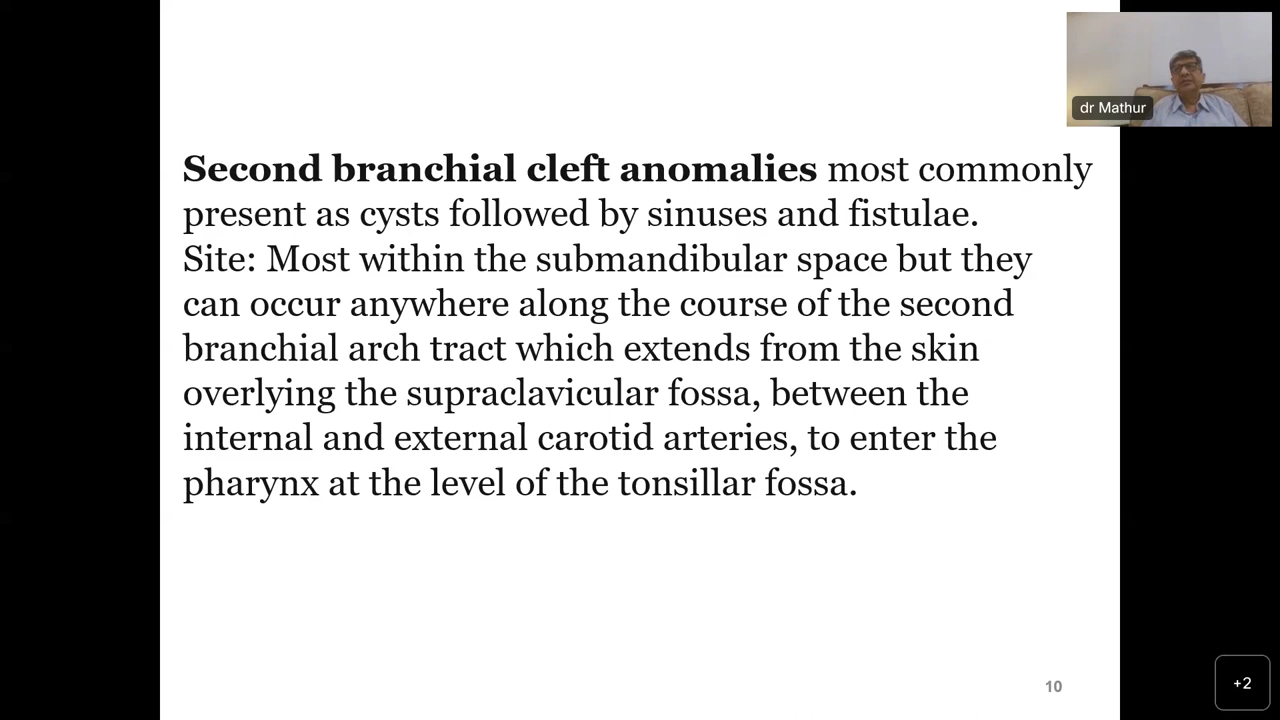 dr Mathur
Second branchial cleft anomalies most commonly
present as cysts followed by sinuses and fistulae.
Site: Most within the submandibular space but they
can occur anywhere along the course of the second
branchial arch tract which extends from the skin
overlying the supraclavicular fossa, between the
internal and external carotid arteries, to enter the
pharynx at the level of the tonsillar fossa.
10
+2